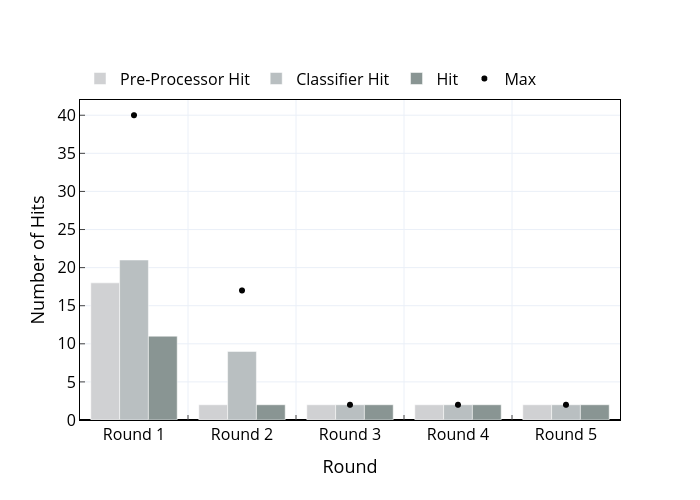 Pre-Processor Hit Classifier Hit Hit Max
40
35
30
25
20
15
10
5
0
Number of Hits
Round 1 Round 2 Round 3 Round 4 Round 5
Round